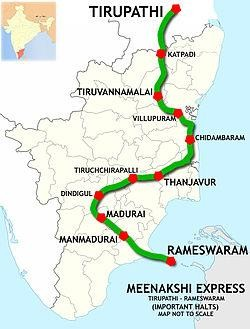 TIRUPATHI
KATPADI
TIRUVANNAMALAI
VILLUPURAM
CHIDAMBARAM
TIRUCHCHIRAPALLI
THANJAVUR
DINDIGUL
MADURAI
MANMADURAI
RAMESWARAM
MEENAKSHI EXPRESS
TIRUPATHI - RAMESWARAM
(IMPORTANT HALTS)
MAP NOT TO SCALE